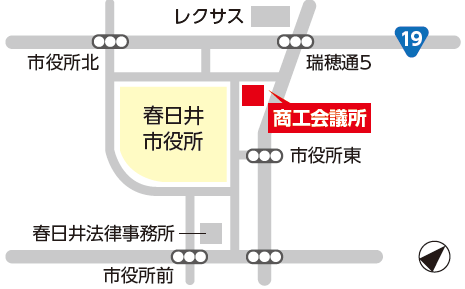 レクサス
19
市役所北
瑞穂通5
春日井
市役所
商工会議所
市役所東
春日井法律事務所
市役所前